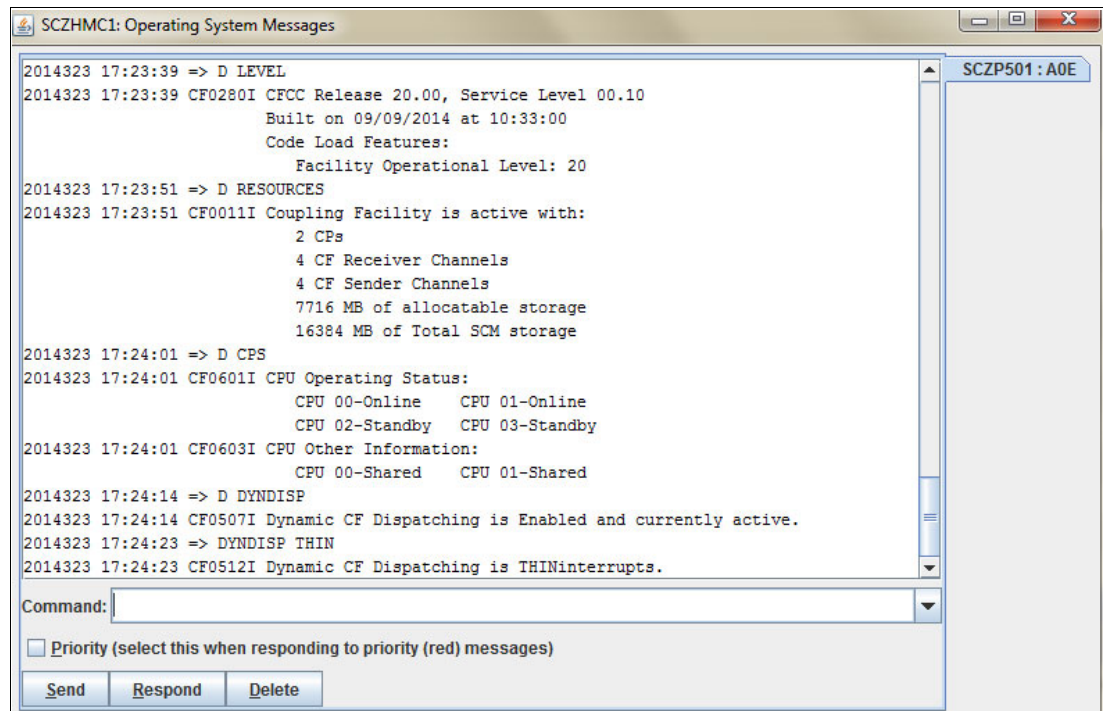 SCZHMC1: Operating System Messages
SCZP501 : A0E
2014323 17:23:39 => D LEVEL
2014323 17:23:39 CF0280I CFCC Release 20.00, Service Level 00.10
Built on 09/09/2014 at 10:33:00
Code Load Features:
Facility Operational Level: 20
2014323 17:23:51 => D RESOURCES
2014323 17:23:51 CF0011I Coupling Facility is active with:
2 CPs
4 CF Receiver Channels
4 CF Sender Channels
7716 MB of allocatable storage
16384 MB of Total SCM storage
2014323 17:24:01 => D CPS
2014323 17:24:01 CF0601I CPU Operating Status:
CPU 00-Online CPU 01-Online
CPU 02-Standby CPU 03-Standby
2014323 17:24:01 CF0603I CPU Other Information:
CPU 00-Shared CPU 01-Shared
2014323 17:24:14 => D DYNDISP
2014323 17:24:14 CF0507I Dynamic CF Dispatching is Enabled and currently active.
2014323 17:24:23 => DYNDISP THIN
2014323 17:24:23 CF0512I Dynamic CF Dispatching is THINinterrupts.
Command:
Priority (select this when responding to priority (red) messages)
Send Respond Delete